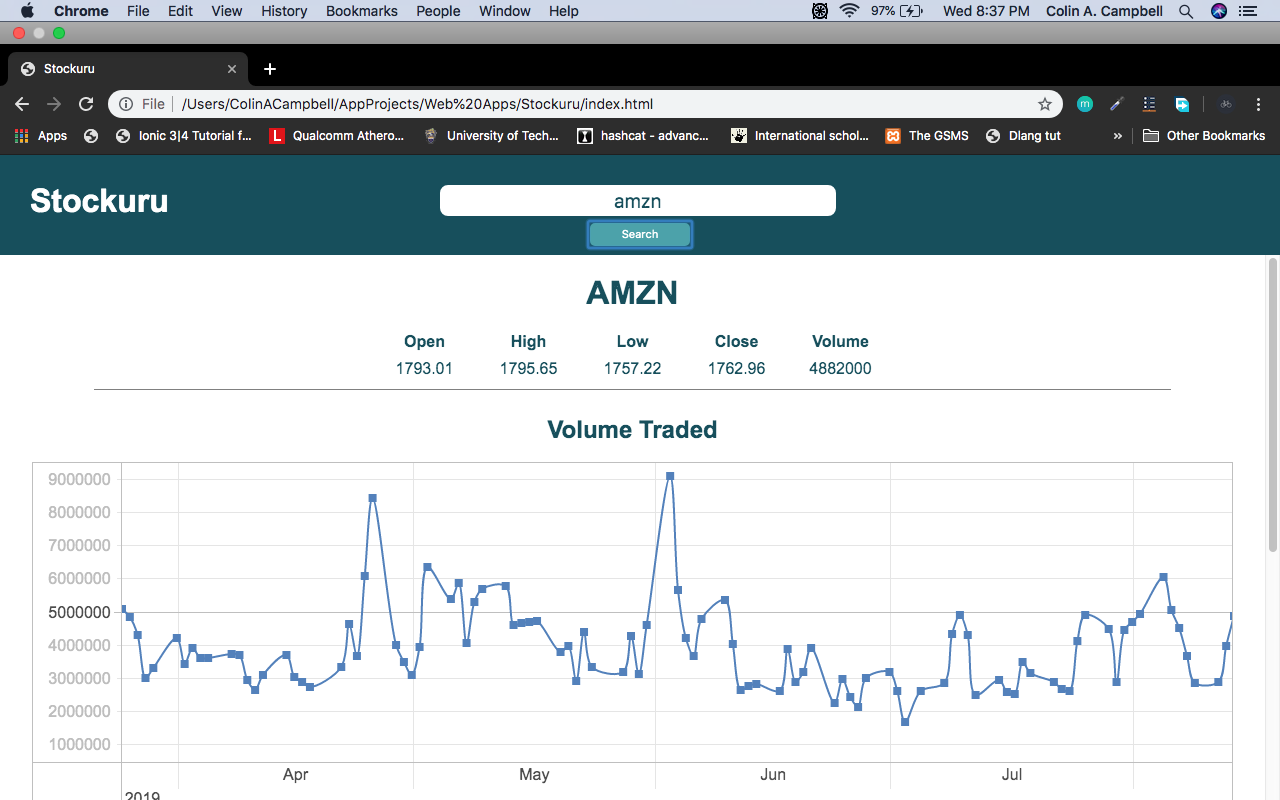 Chrome File Edit View History Bookmarks People Window Help 97% Wed 8:37 PM Colin A. Campbell
Stockuru
File /Users/ColinACampbell/AppProjects/Web%20Apps/Stockuru/index.html m
Apps Ionic 3|4 Tutorial f... L Qualcomm Athero... University of Tech... hashcat - advanc... International schol... The GSMS Dlang tut » Other Bookmarks
Stockuru
amzn
Search
AMZN
Open High Low Close Volume
1793.01 1795.65 1757.22 1762.96 4882000
Volume Traded
9000000
8000000
7000000
6000000
5000000
4000000
3000000
2000000
1000000
Apr May Jun Jul
2019